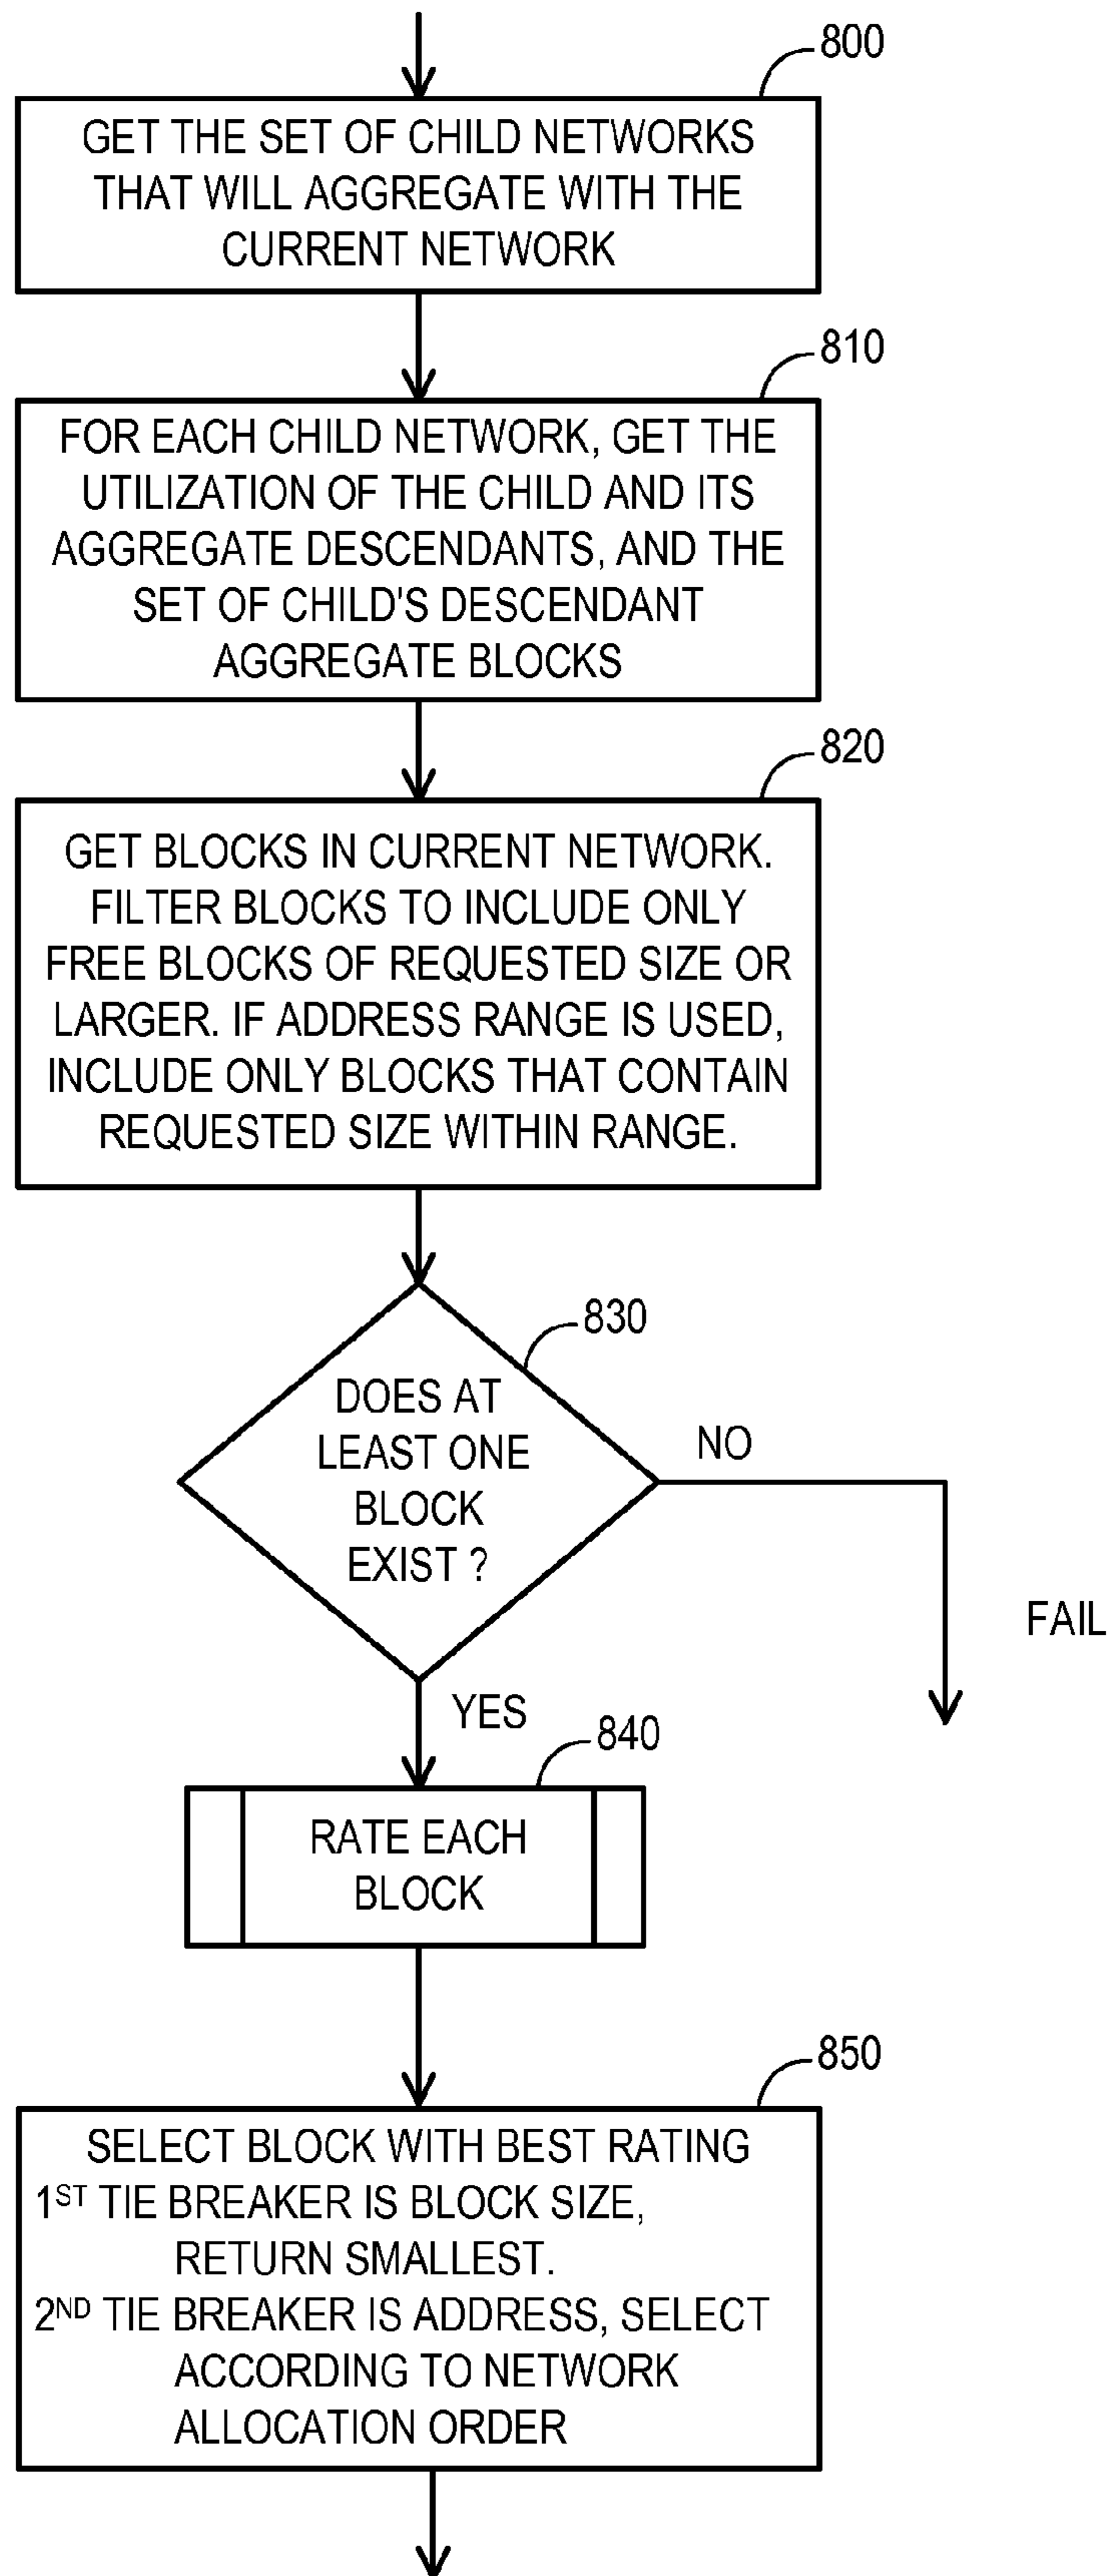 800
GET THE SET OF CHILD NETWORKS
THAT WILL AGGREGATE WITH THE
CURRENT NETWORK
810
FOR EACH CHILD NETWORK, GET THE
UTILIZATION OF THE CHILD AND ITS
AGGREGATE DESCENDANTS, AND THE
SET OF CHILD'S DESCENDANT
AGGREGATE BLOCKS
820
GET BLOCKS IN CURRENT NETWORK.
FILTER BLOCKS TO INCLUDE ONLY
FREE BLOCKS OF REQUESTED SIZE OR
LARGER. IF ADDRESS RANGE IS USED,
INCLUDE ONLY BLOCKS THAT CONTAIN
REQUESTED SIZE WITHIN RANGE.
830
DOES AT
LEAST ONE
BLOCK
EXIST ?
NO
FAIL
YES
840
RATE EACH
BLOCK
850
SELECT BLOCK WITH BEST RATING
1ST TIE BREAKER IS BLOCK SIZE,
RETURN SMALLEST.
2ND TIE BREAKER IS ADDRESS, SELECT
ACCORDING TO NETWORK
ALLOCATION ORDER